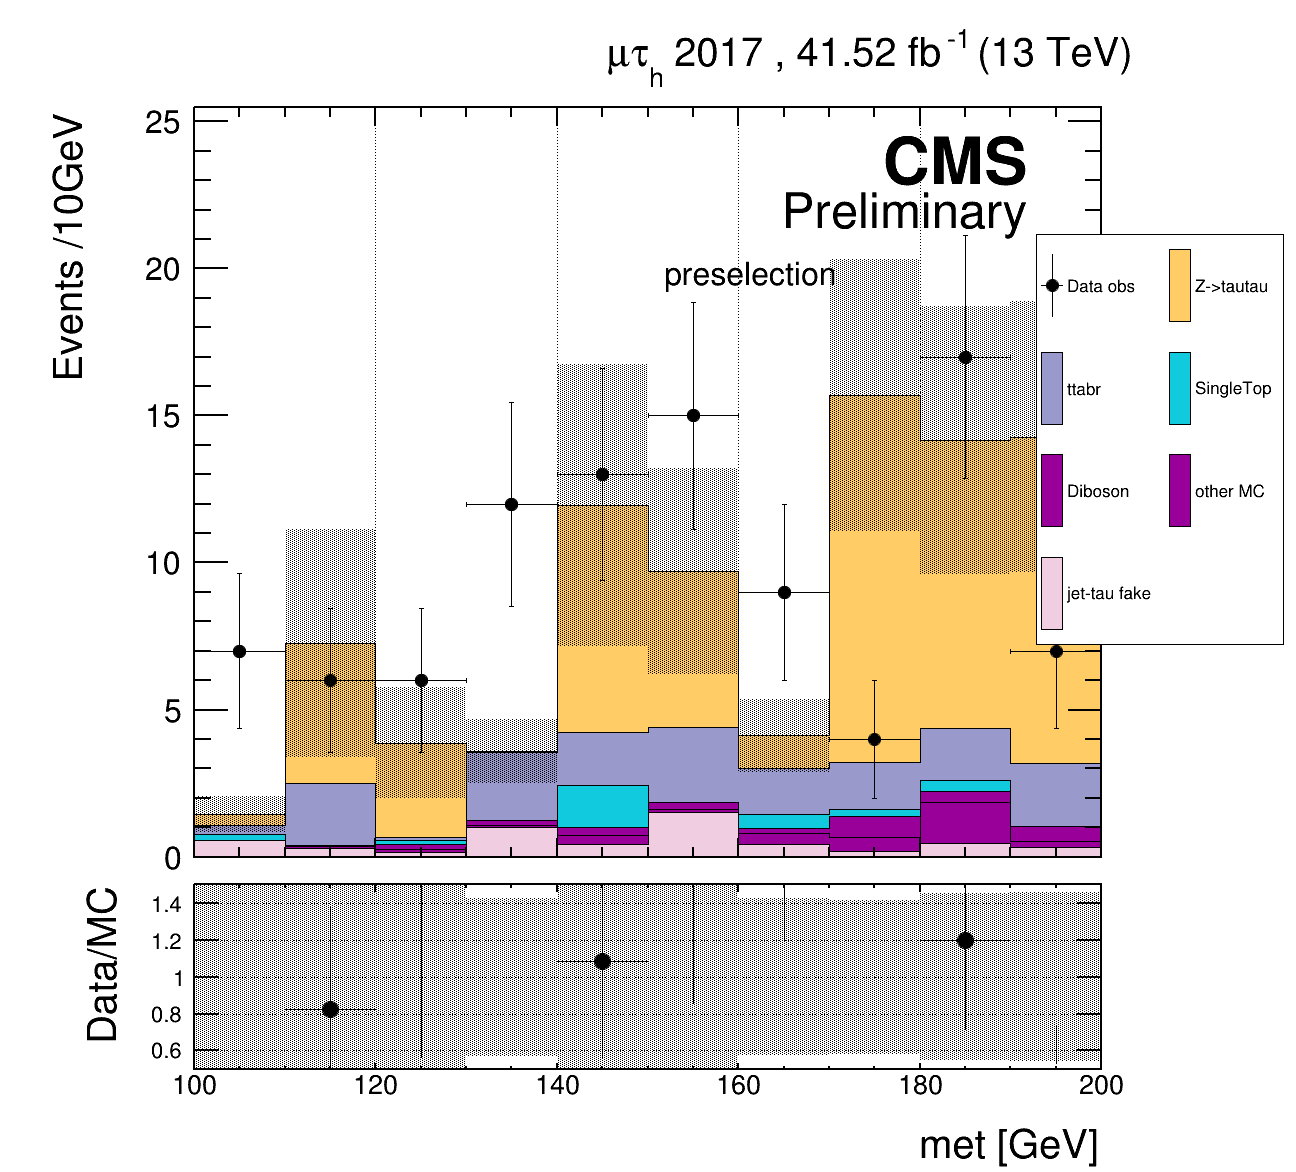 μτh 2017 , 41.52 fb-1 (13 TeV)
Events /10GeV
25
20
15
10
5
0
CMS
Preliminary
preselection
Data obs
Z->tautau
ttabr
SingleTop
Diboson
other MC
jet-tau fake
Data/MC
1.4
1.2
1
0.8
0.6
100 120 140 160 180 200
met [GeV]